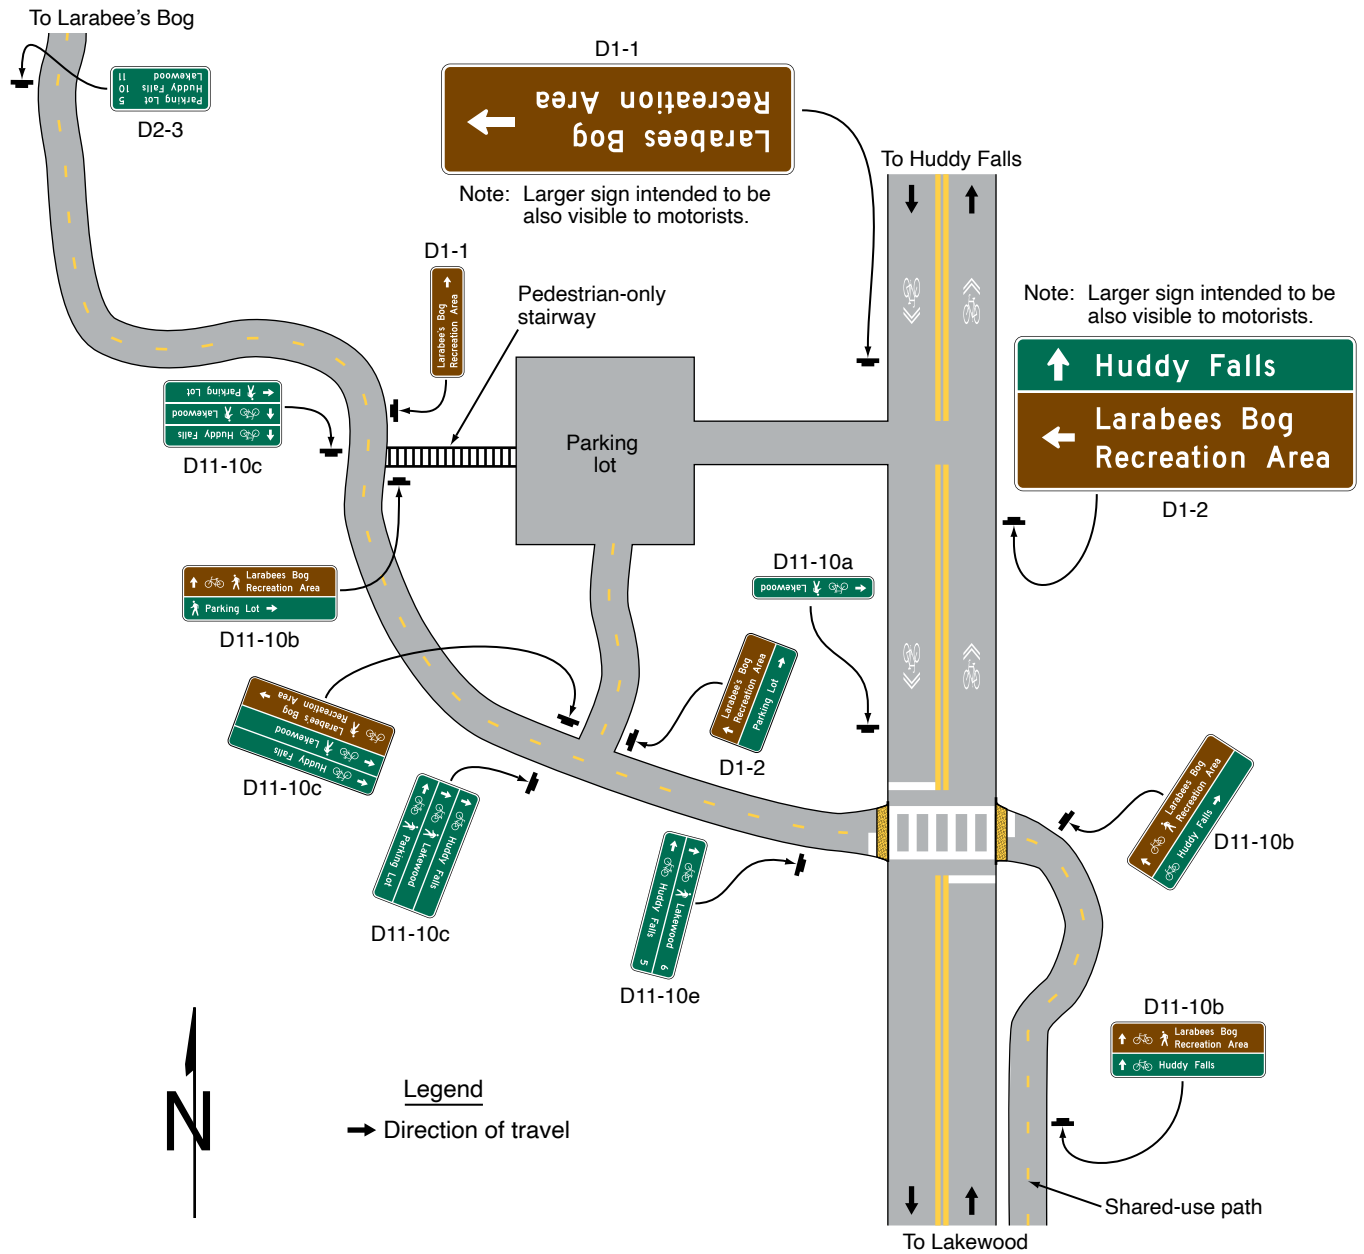 To Larabee's Bog
Parking Lot 5
Huddy Falls 10
Lakewood 11
D2-3
D1-1
Larabees Bog
Recreation Area
Note: Larger sign intended to be
also visible to motorists.
To Huddy Falls
D1-1
Larabee's Bog
Recreation Area
Pedestrian-only
stairway
Note: Larger sign intended to be
also visible to motorists.
Huddy Falls
Larabees Bog
Recreation Area
D1-2
Huddy Falls
Lakewood
Parking Lot
D11-10c
Parking
lot
Larabees Bog
Recreation Area
Parking Lot
D11-10b
D11-10a
Lakewood
Larabee's Bog
Recreation Area
Parking Lot
D1-2
Larabee's Bog
Recreation Area
Lakewood
Huddy Falls
D11-10c
Huddy Falls
Lakewood
Parking Lot
D11-10c
Lakewood 6
Huddy Falls 5
D11-10e
Larabees Bog
Recreation Area
Huddy Falls
D11-10b
D11-10b
Larabees Bog
Recreation Area
Huddy Falls
N
Legend
Direction of travel
Shared-use path
To Lakewood